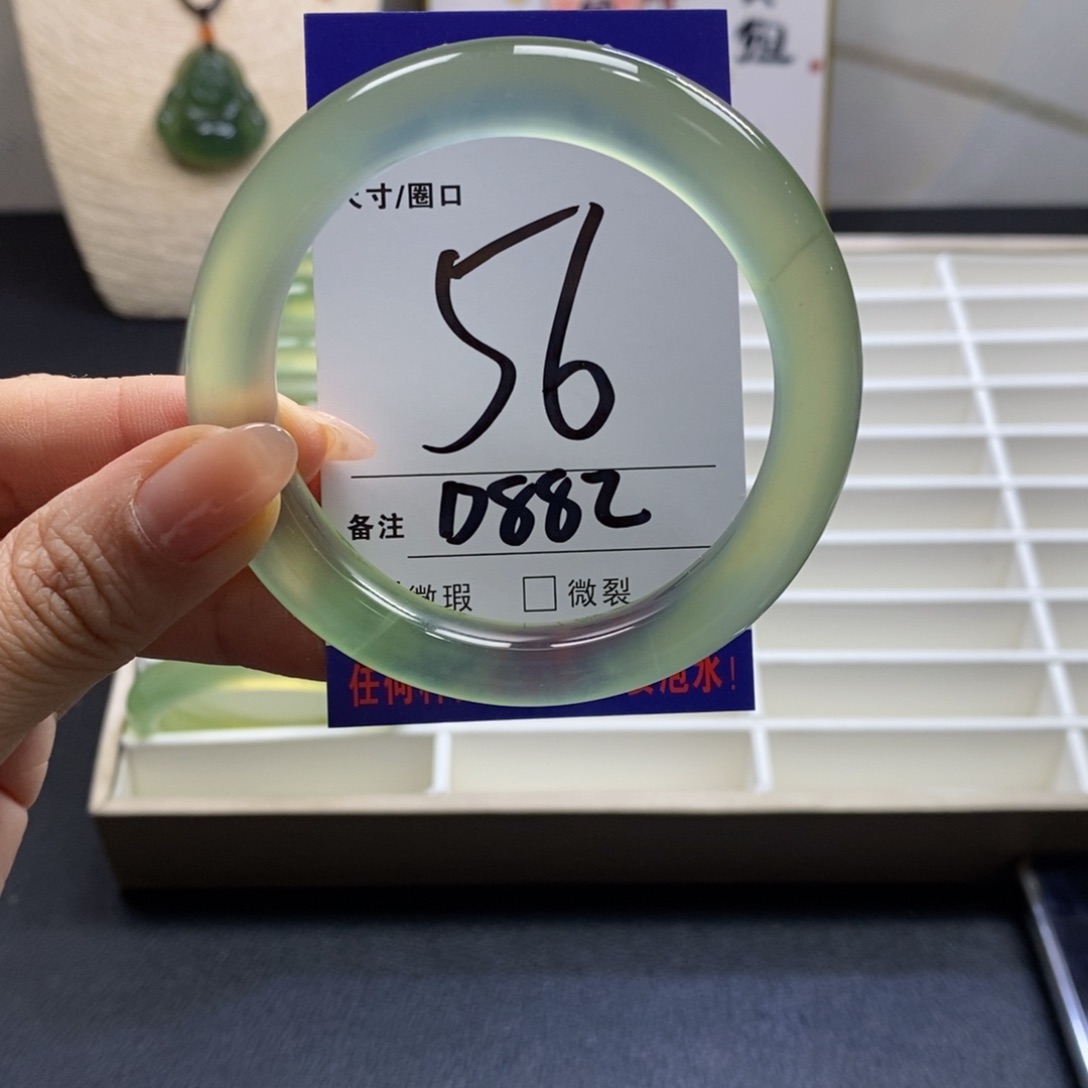 寸/圈口
56
备注 D882
微瑕 □ 微裂
任何 泡水！